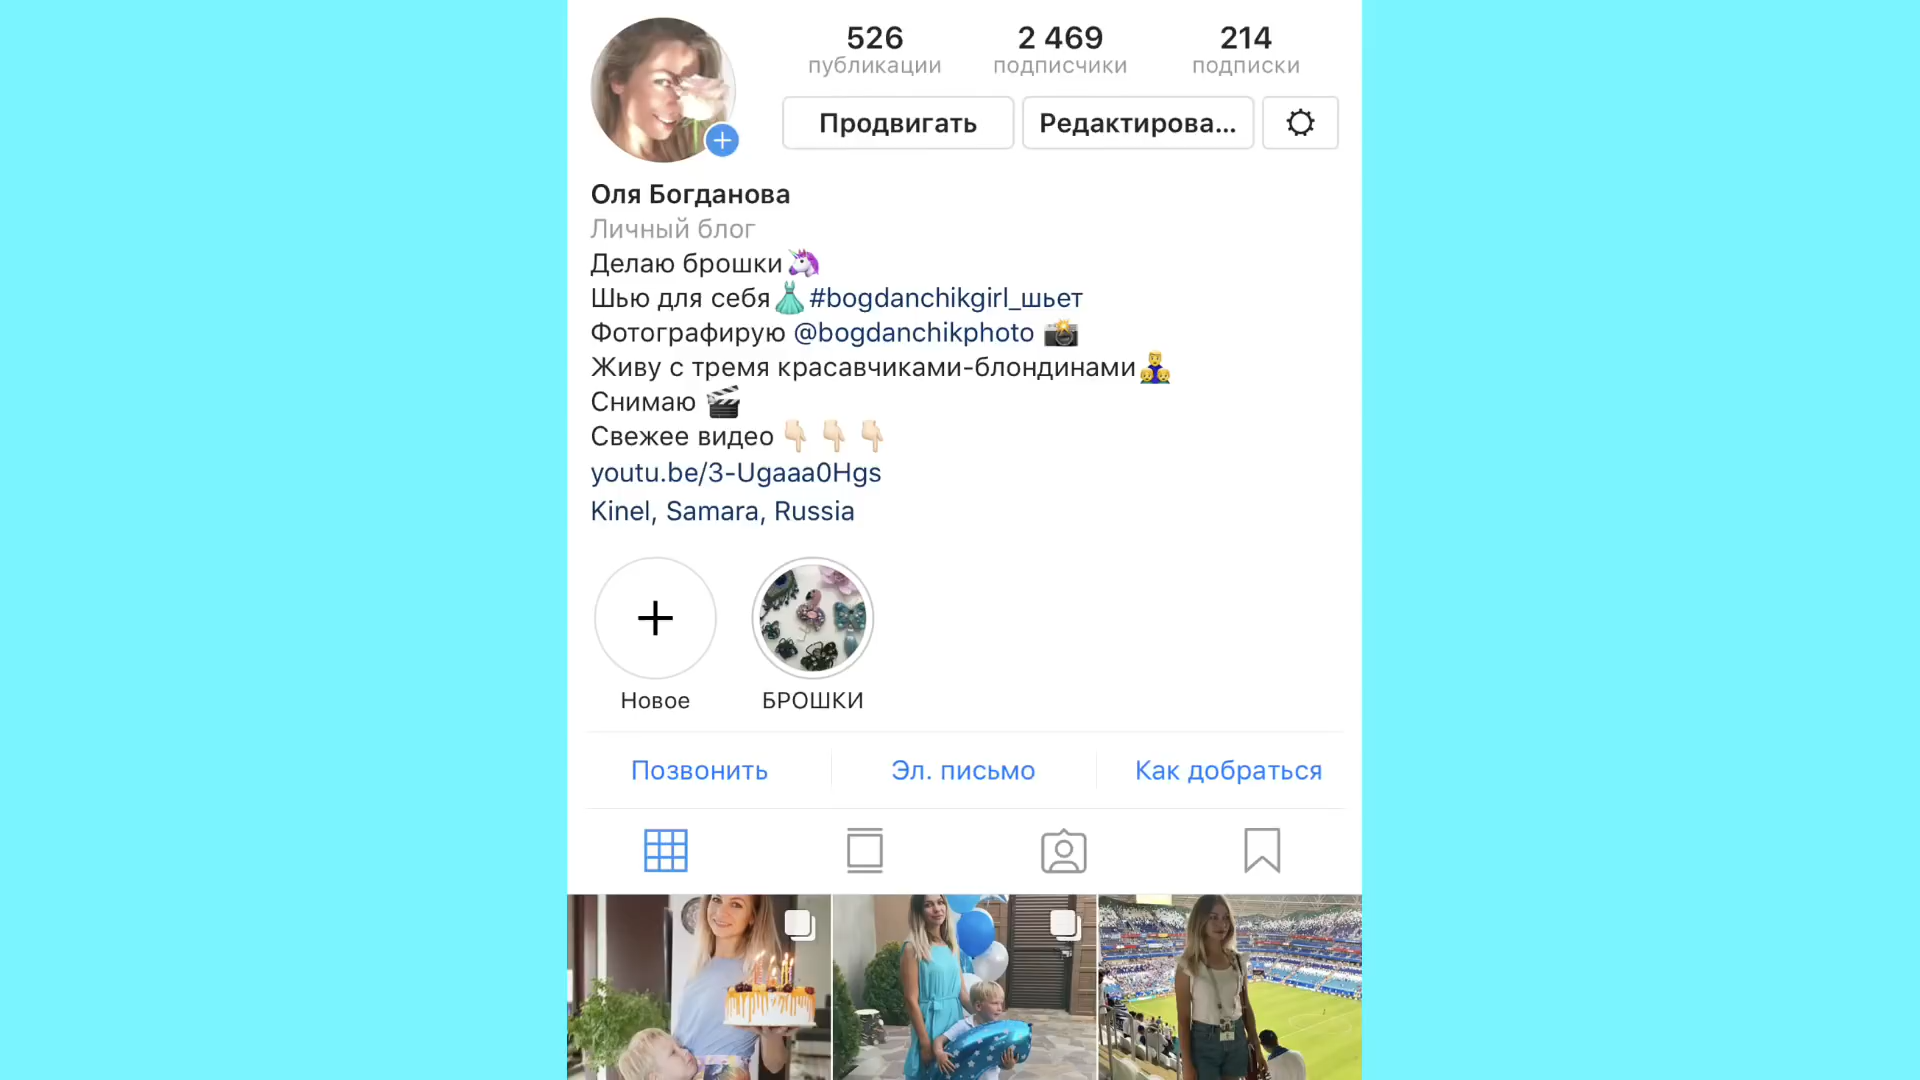 526 2 469 214
публикации подписчики подписки
Продвигать Редактирова...
Оля Богданова
Личный блог
Делаю брошки🦄
Шью для себя👗#bogdanchikgirl_шьет
Фотографирую @bogdanchikphoto 📸
Живу с тремя красавчиками-блондинами👨‍👦‍👦
Снимаю 🎬
Свежее видео 👇🏻 👇🏻 👇🏻
youtu.be/3-Ugaaa0Hgs
Kinel, Samara, Russia
Новое БРОШКИ
Позвонить Эл. письмо Как добраться